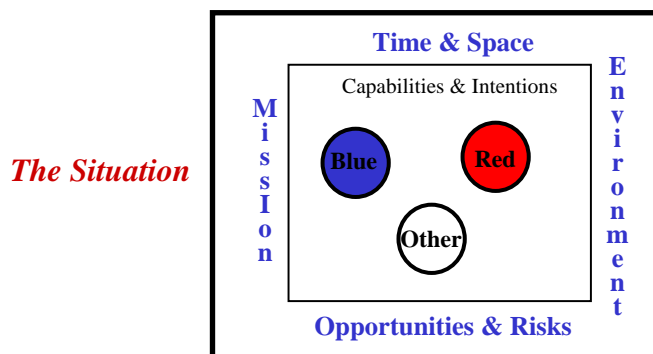 Time & Space
Capabilities & Intentions
MissIon
Environment
The Situation
Blue
Red
Other
Opportunities & Risks